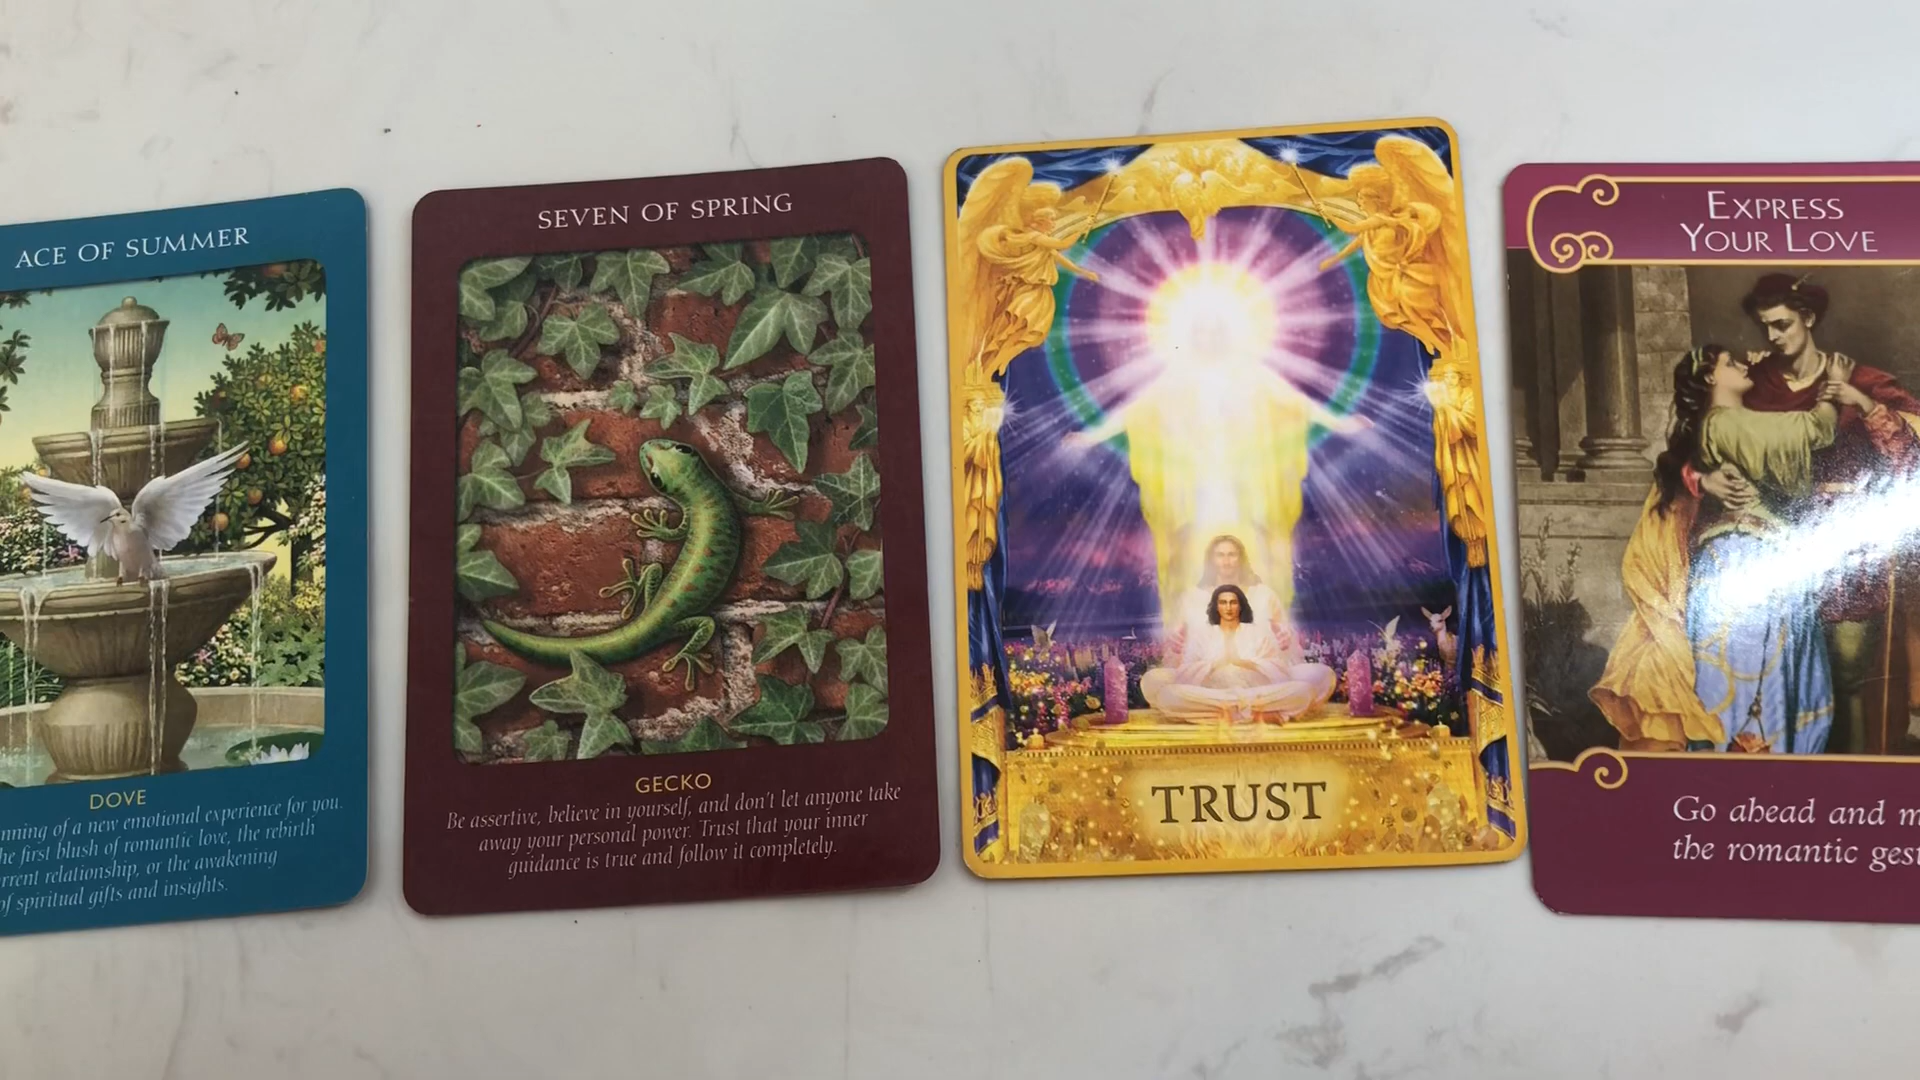 ACE OF SUMMER
DOVE
nning of a new emotional experience for you.
he first blush of romantic love, the rebirth
rrent relationship, or the awakening
of spiritual gifts and insights.
SEVEN OF SPRING
GECKO
Be assertive, believe in yourself, and don't let anyone take
away your personal power. Trust that your inner
guidance is true and follow it completely.
TRUST
EXPRESS
YOUR LOVE
Go ahead and m
the romantic gest